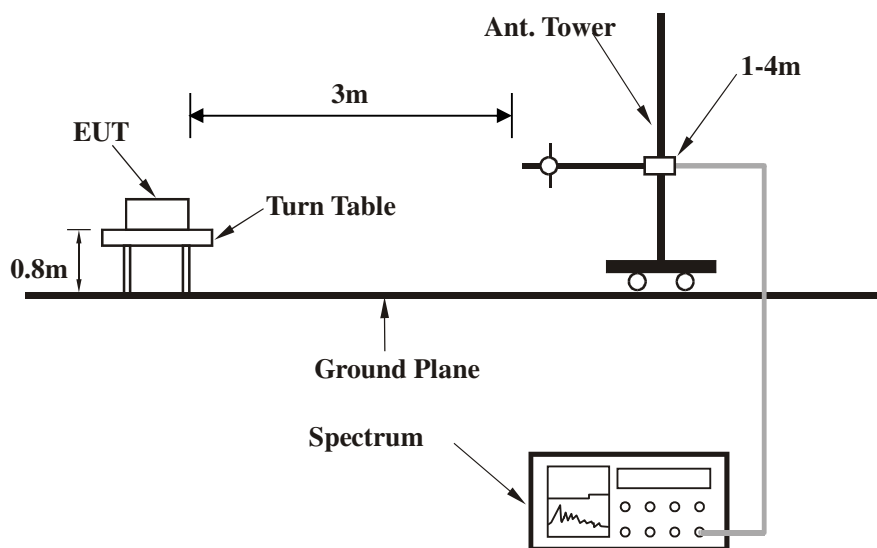 Ant. Tower
1-4m
3m
EUT
Turn Table
0.8m
Ground Plane
Spectrum